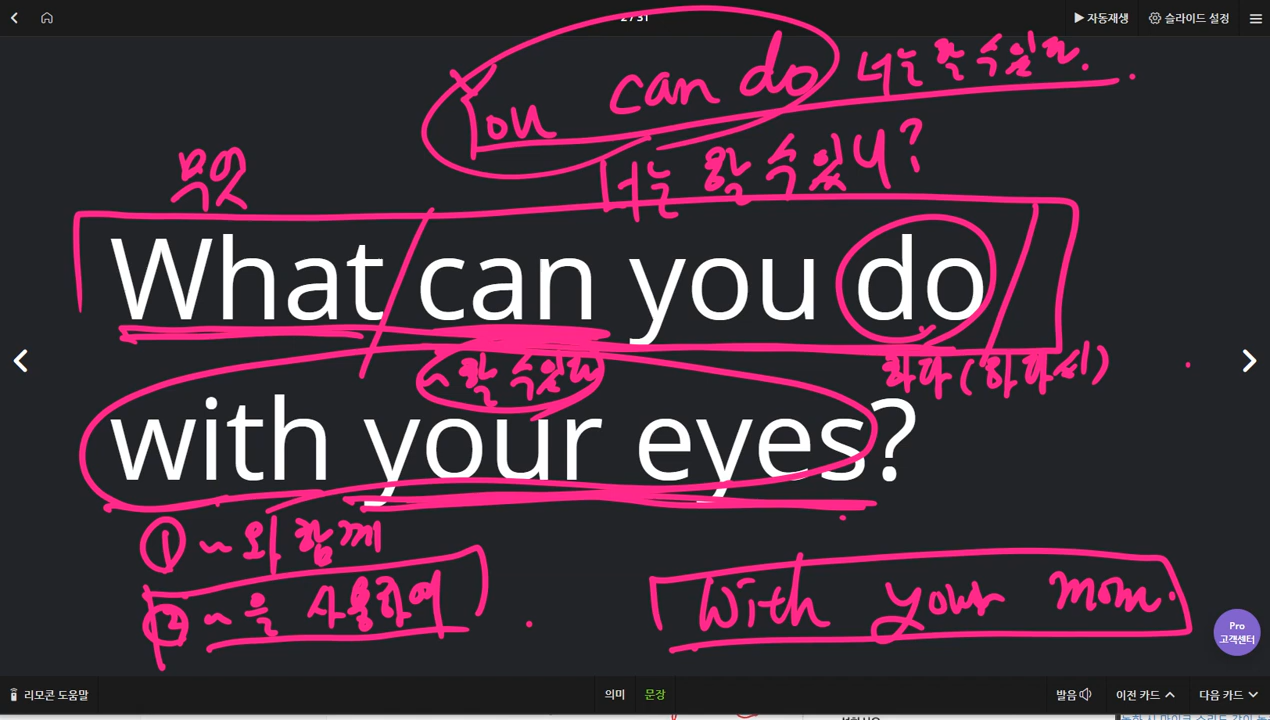 2 / 31
▶ 자동재생
슬라이드 설정
You can do 너는 할 수 있다.
너는 할 수 있니?
무엇
What can you do
~할 수 있다
하다 (하하시)
with your eyes?
① ~와 함께
② ~을 사용하여
With your mom.
Pro
고객센터
리모콘 도움말
의미
문장
발음
이전 카드
다음 카드